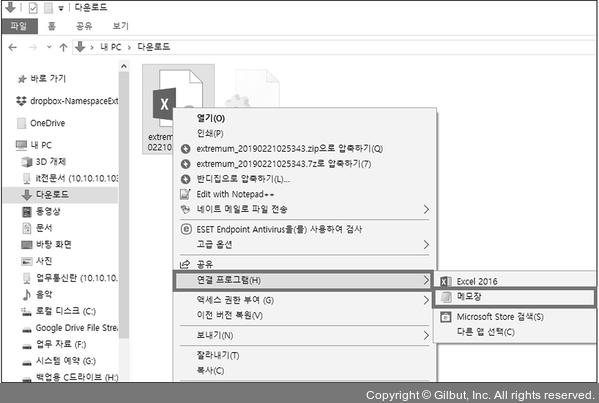 다운로드
파일 홈 공유 보기
내 PC > 다운로드
바로 가기
dropbox-NamespaceExt
OneDrive
내 PC
3D 개체
it전문대 (10.10.10.103
다운로드
동영상
문서
바탕 화면
사진
업무통신란 (10.10.10.
음악
로컬 디스크 (C:)
Google Drive File Strea
업무 자료 (F:)
시스템 예약 (G:)
백업용 C드라이브 (H:)
extrem
0221025
열기(O)
인쇄(P)
extremum_20190221025343.zip으로 압축하기(Q)
extremum_20190221025343.7z로 압축하기(7)
반디집으로 압축하기(L)...
Edit with Notepad++
네이트 메일로 파일 전송
ESET Endpoint Antivirus을(를) 사용하여 검사
고급 옵션
공유
연결 프로그램(H)
액세스 권한 부여 (G)
이전 버전 복원(V)
보내기(N)
잘라내기(T)
복사(C)
Excel 2016
메모장
Microsoft Store 검색(S)
다른 앱 선택(C)
Copyright © Gilbut, Inc. All rights reserved.